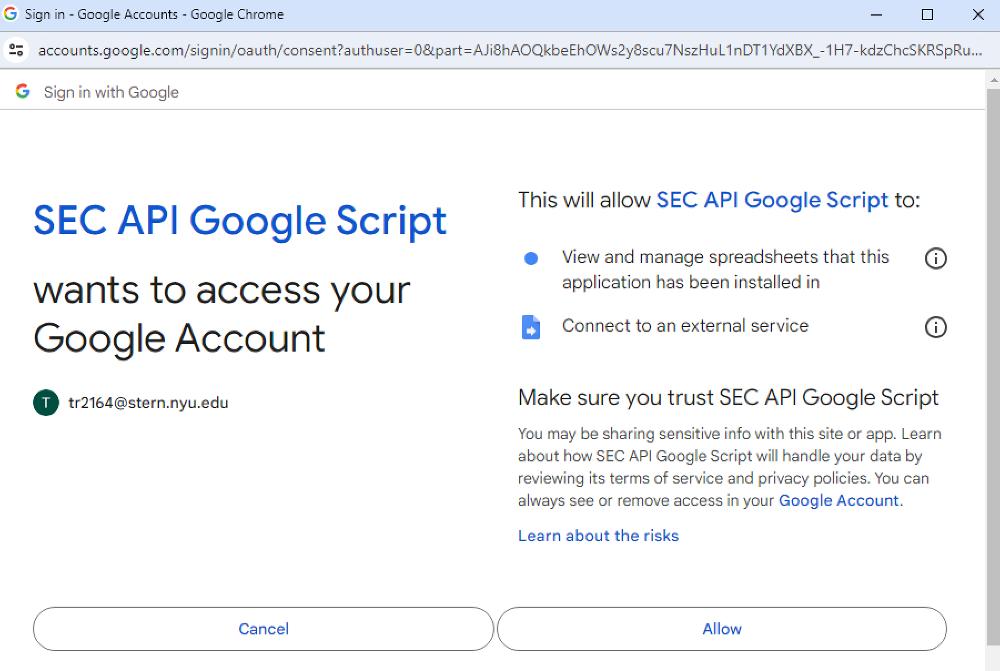 Sign in - Google Accounts - Google Chrome
accounts.google.com/signin/oauth/consent?authuser=0&part=AJi8hAOQkbeEhOWs2y8scu7NszHuL1nDT1YdXBX_-1H7-kdzChcSKRSpRu...
Sign in with Google
SEC API Google Script
wants to access your
Google Account
T tr2164@stern.nyu.edu
This will allow SEC API Google Script to:
View and manage spreadsheets that this
application has been installed in
Connect to an external service
Make sure you trust SEC API Google Script
You may be sharing sensitive info with this site or app. Learn
about how SEC API Google Script will handle your data by
reviewing its terms of service and privacy policies. You can
always see or remove access in your Google Account.
Learn about the risks
Cancel
Allow